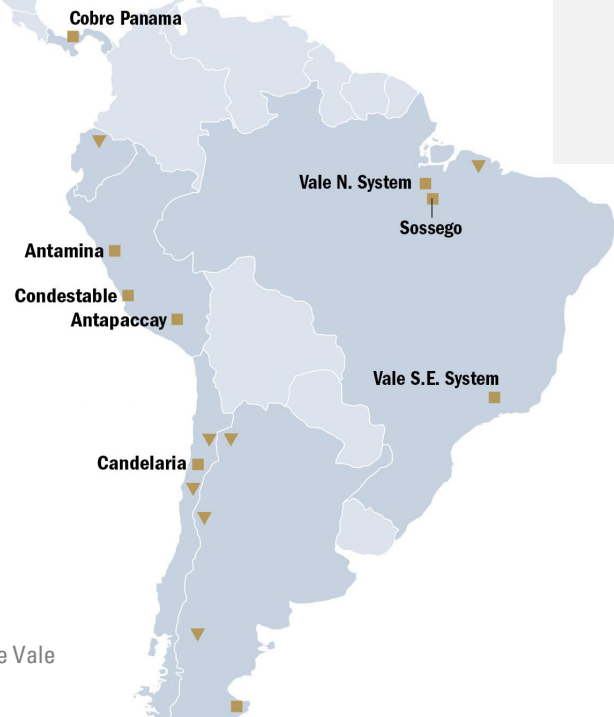 Cobre Panama
Vale N. System
Sossego
Antamina
Condestable
Antapaccay
Vale S.E. System
Candelaria
e Vale